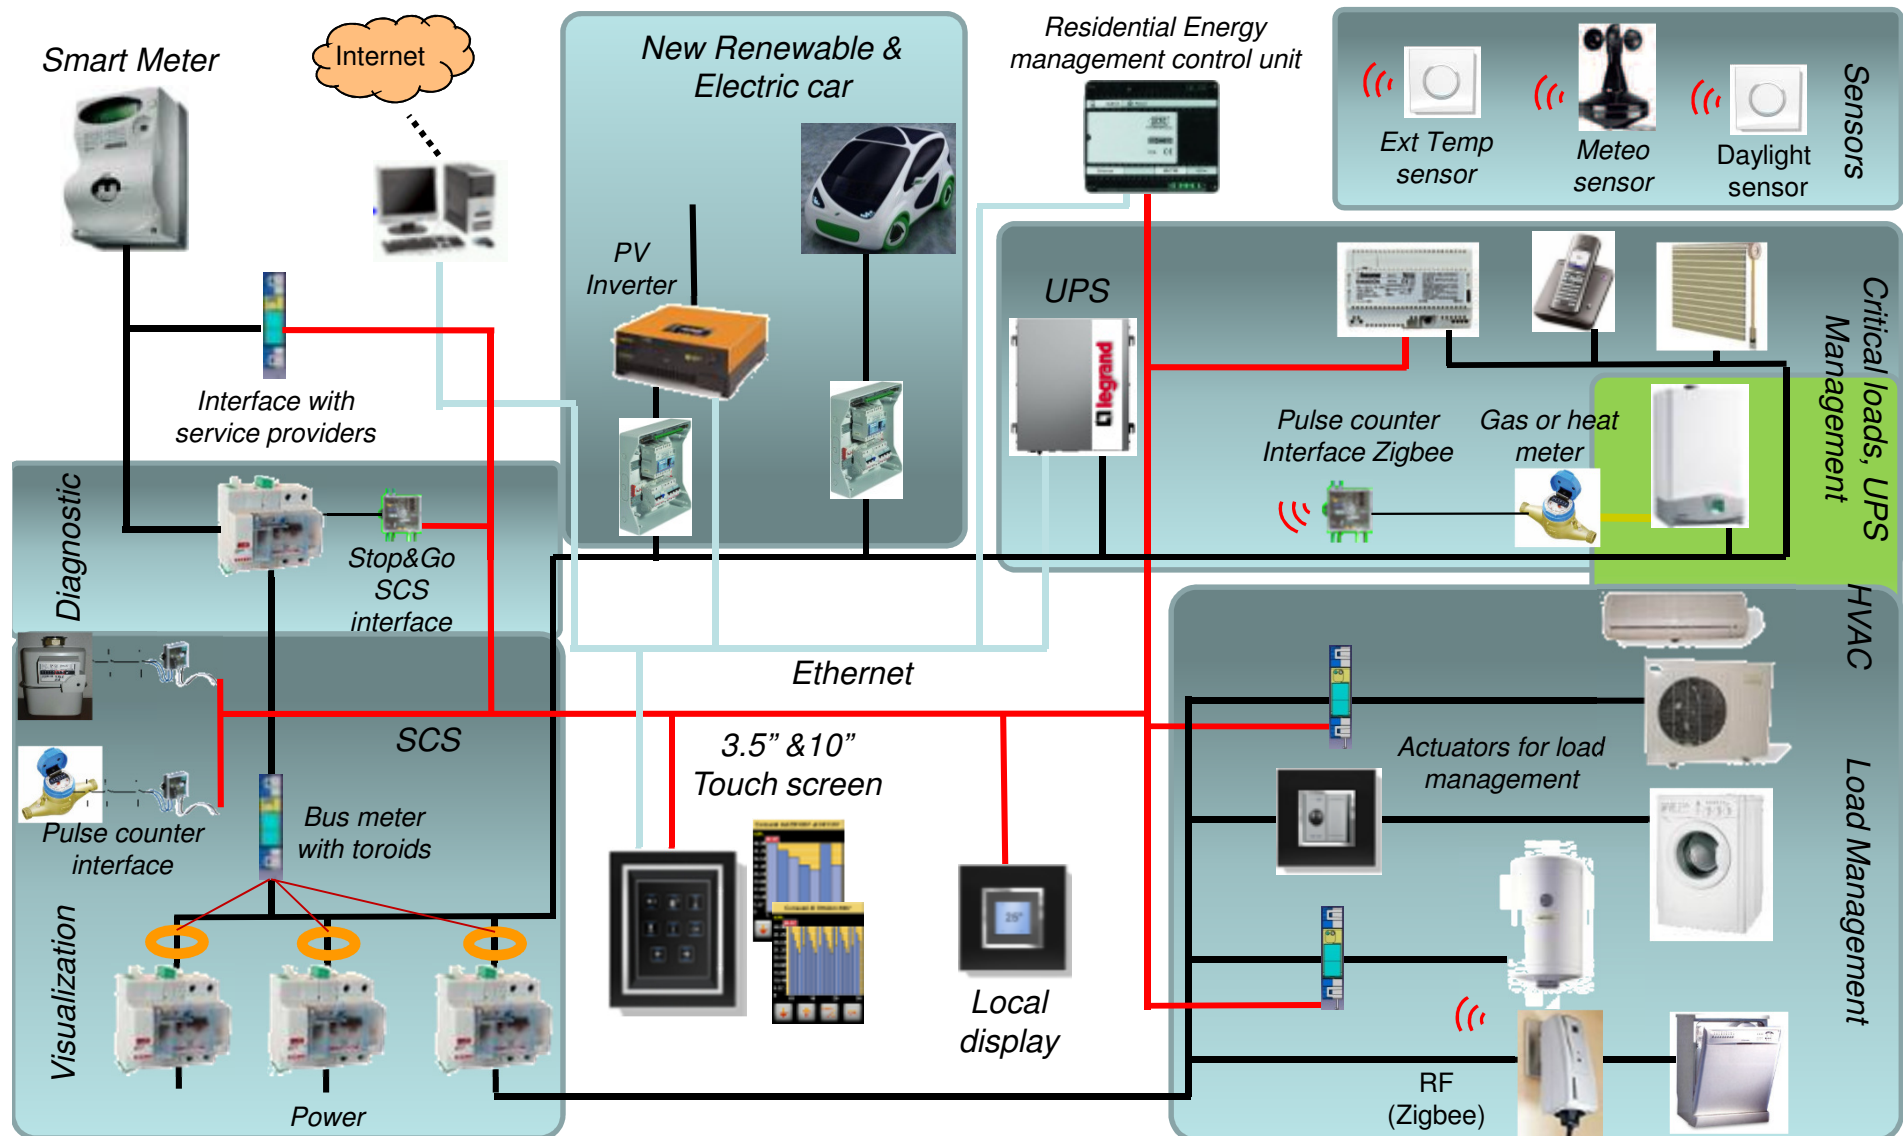 Smart Meter
Internet
New Renewable &
Electric car
Residential Energy
management control unit
Sensors
Ext Temp
sensor
Meteo
sensor
Daylight
sensor
PV
Inverter
UPS
legrand
Critical loads, UPS
Management
Interface with
service providers
Pulse counter
Interface Zigbee
Gas or heat
meter
Diagnostic
Stop&Go
SCS
interface
HVAC
Ethernet
SCS
3.5” &10”
Touch screen
Actuators for load
management
Load Management
Pulse counter
interface
Bus meter
with toroids
Visualization
Local
display
Power
RF
(Zigbee)